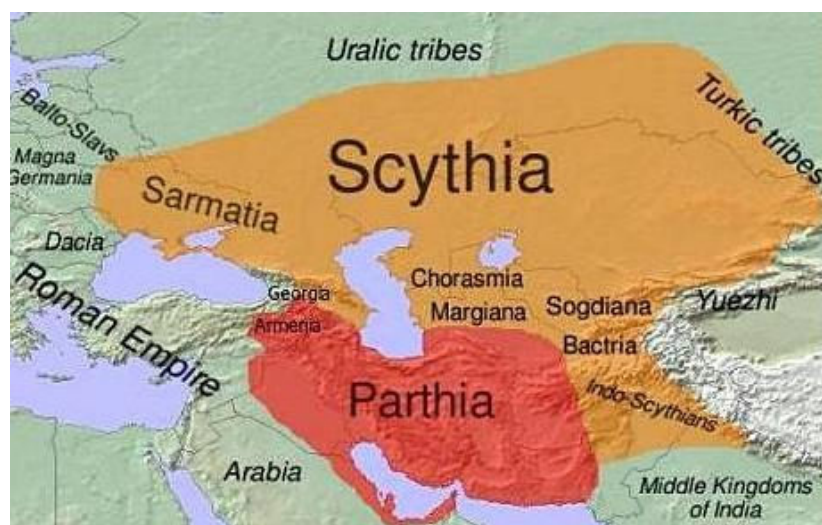 Uralic tribes
Turkic tribes
Balto-Slavs
Magna
Germania
Scythia
Sarmatia
Dacia
Roman Empire
Georgia
Armenia
Chorasmia
Margiana
Sogdiana
Bactria
Yuezhi
Indo-Scythians
Parthia
Arabia
Middle Kingdoms
of India